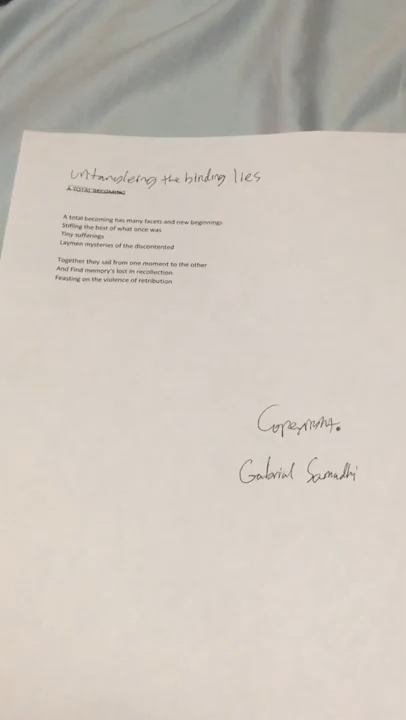 untangleing the binding lies
A TOTAL BECOMING
A total becoming has many facets and new beginnings
Stifling the best of what once was
Tiny sufferings
Layman mysteries of the discontented
Together they sail from one moment to the other
And Find memory's lost in recollection
Feasting on the violence of retribution
Copyright.
Gabrial Samadhi